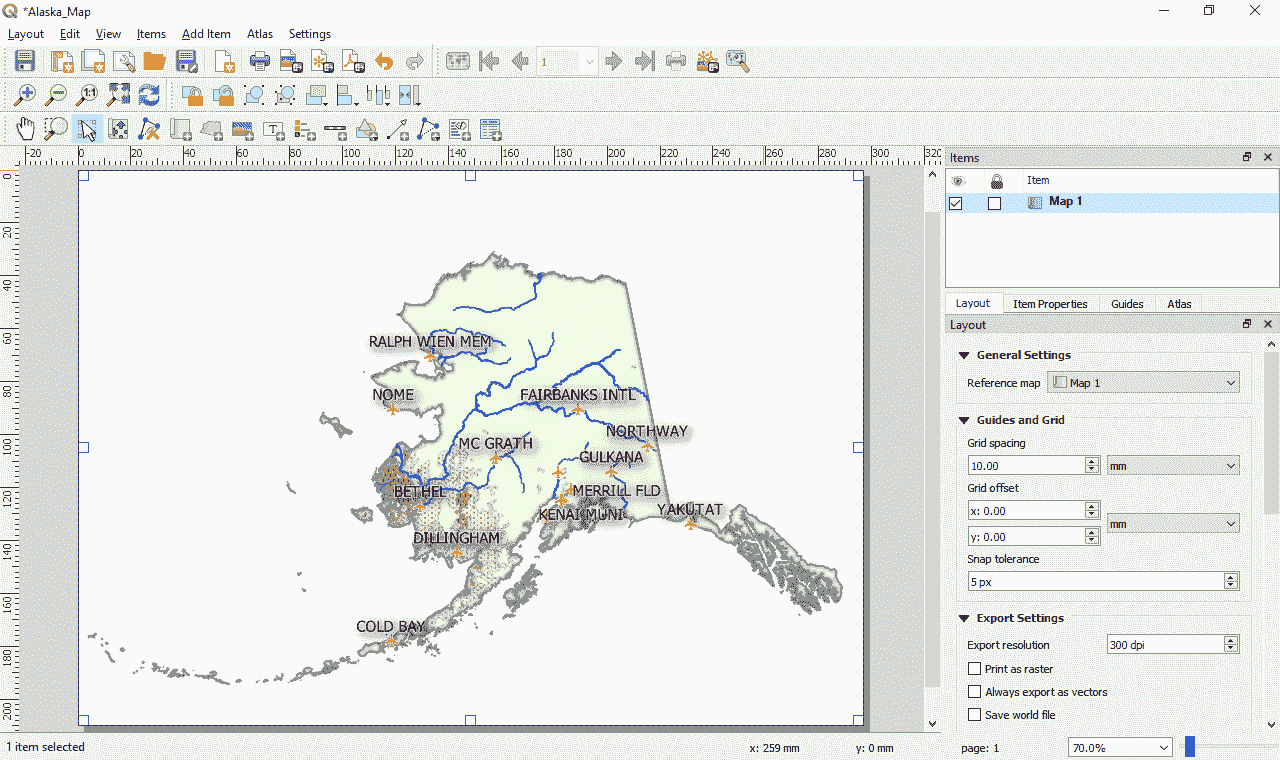 *Alaska_Map
Layout Edit View Items Add Item Atlas Settings
1
1:1
-20 0 20 40 60 80 100 120 140 160 180 200 220 240 260 280 300 320
0
20
40
60
80
100
120
140
160
180
200
RALPH WIEN MEM
NOME
FAIRBANKS INTL
NORTHWAY
MC GRATH
GULKANA
BETHEL
MERRILL FLD
KENAI MUNI
YAKUTAT
DILLINGHAM
COLD BAY
Items
Item
Map 1
Layout Item Properties Guides Atlas
Layout
General Settings
Reference map Map 1
Guides and Grid
Grid spacing
10.00 mm
Grid offset
x: 0.00
mm
y: 0.00
Snap tolerance
5 px
Export Settings
Export resolution 300 dpi
Print as raster
Always export as vectors
Save world file
1 item selected x: 259 mm y: 0 mm page: 1 70.0%